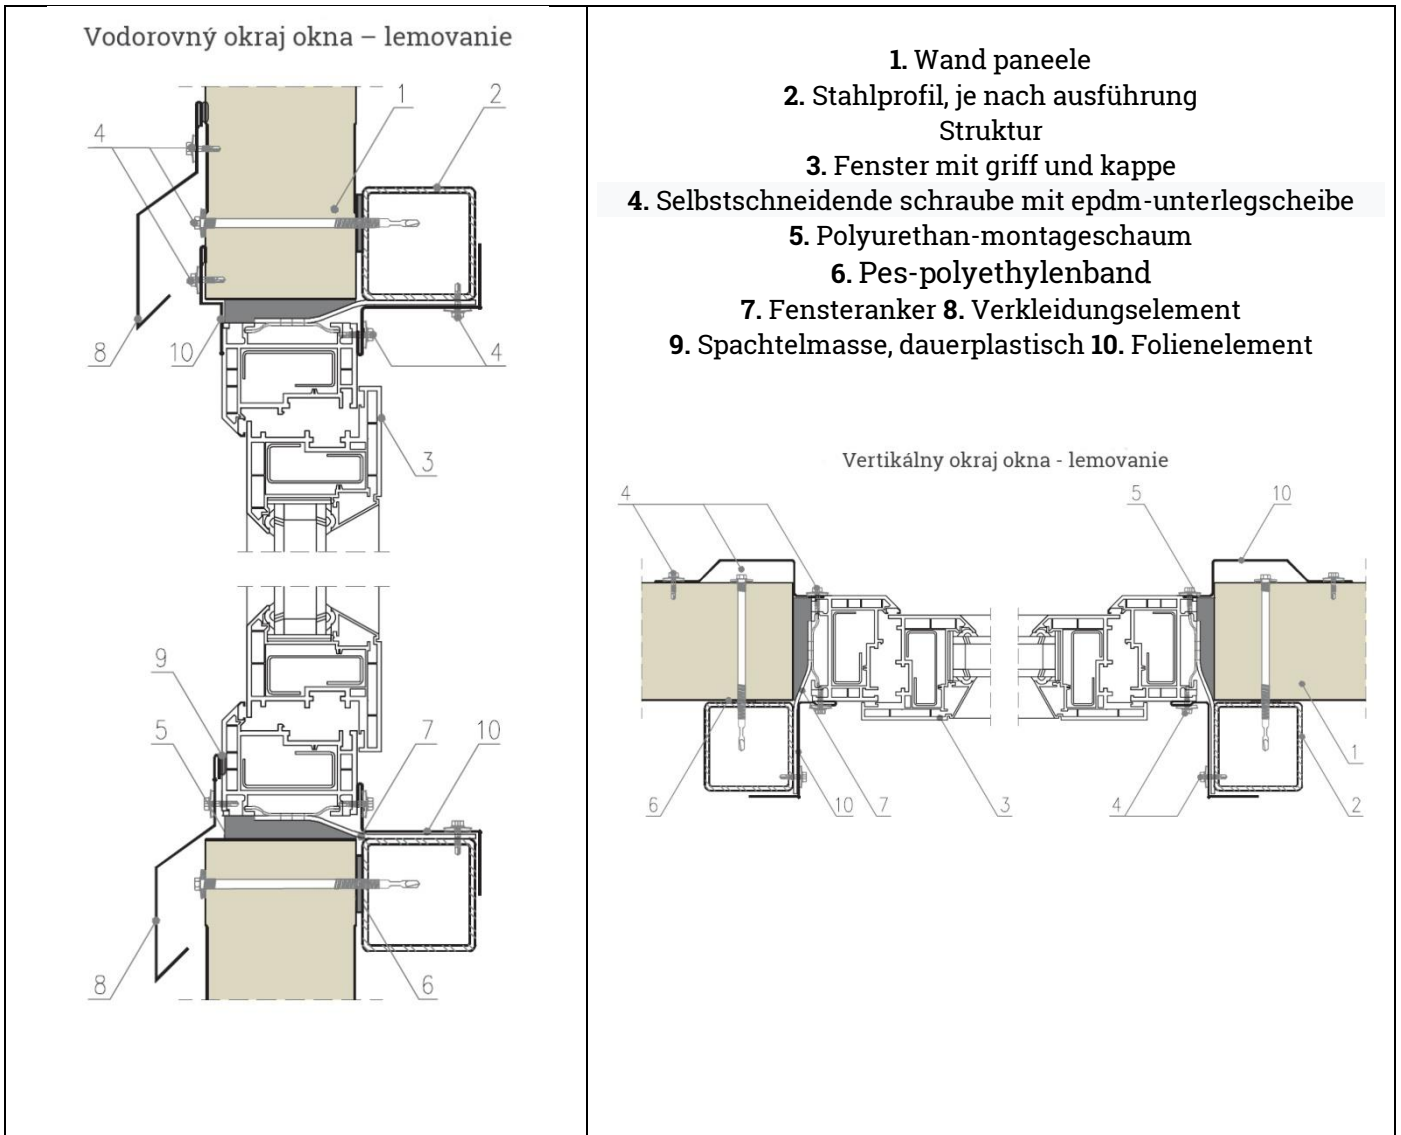 Vodorovný okraj okna – lemovanie
1
2
4
8
10
4
3
9
5
7
10
8
6
1. Wand paneele
2. Stahlprofil, je nach ausführung
Struktur
3. Fenster mit griff und kappe
4. Selbstschneidende schraube mit epdm-unterlegscheibe
5. Polyurethan-montageschaum
6. Pes-polyethylenband
7. Fensteranker 8. Verkleidungselement
9. Spachtelmasse, dauerplastisch 10. Folienelement
Vertikálny okraj okna - lemovanie
4
5
10
1
6
10
7
3
4
2